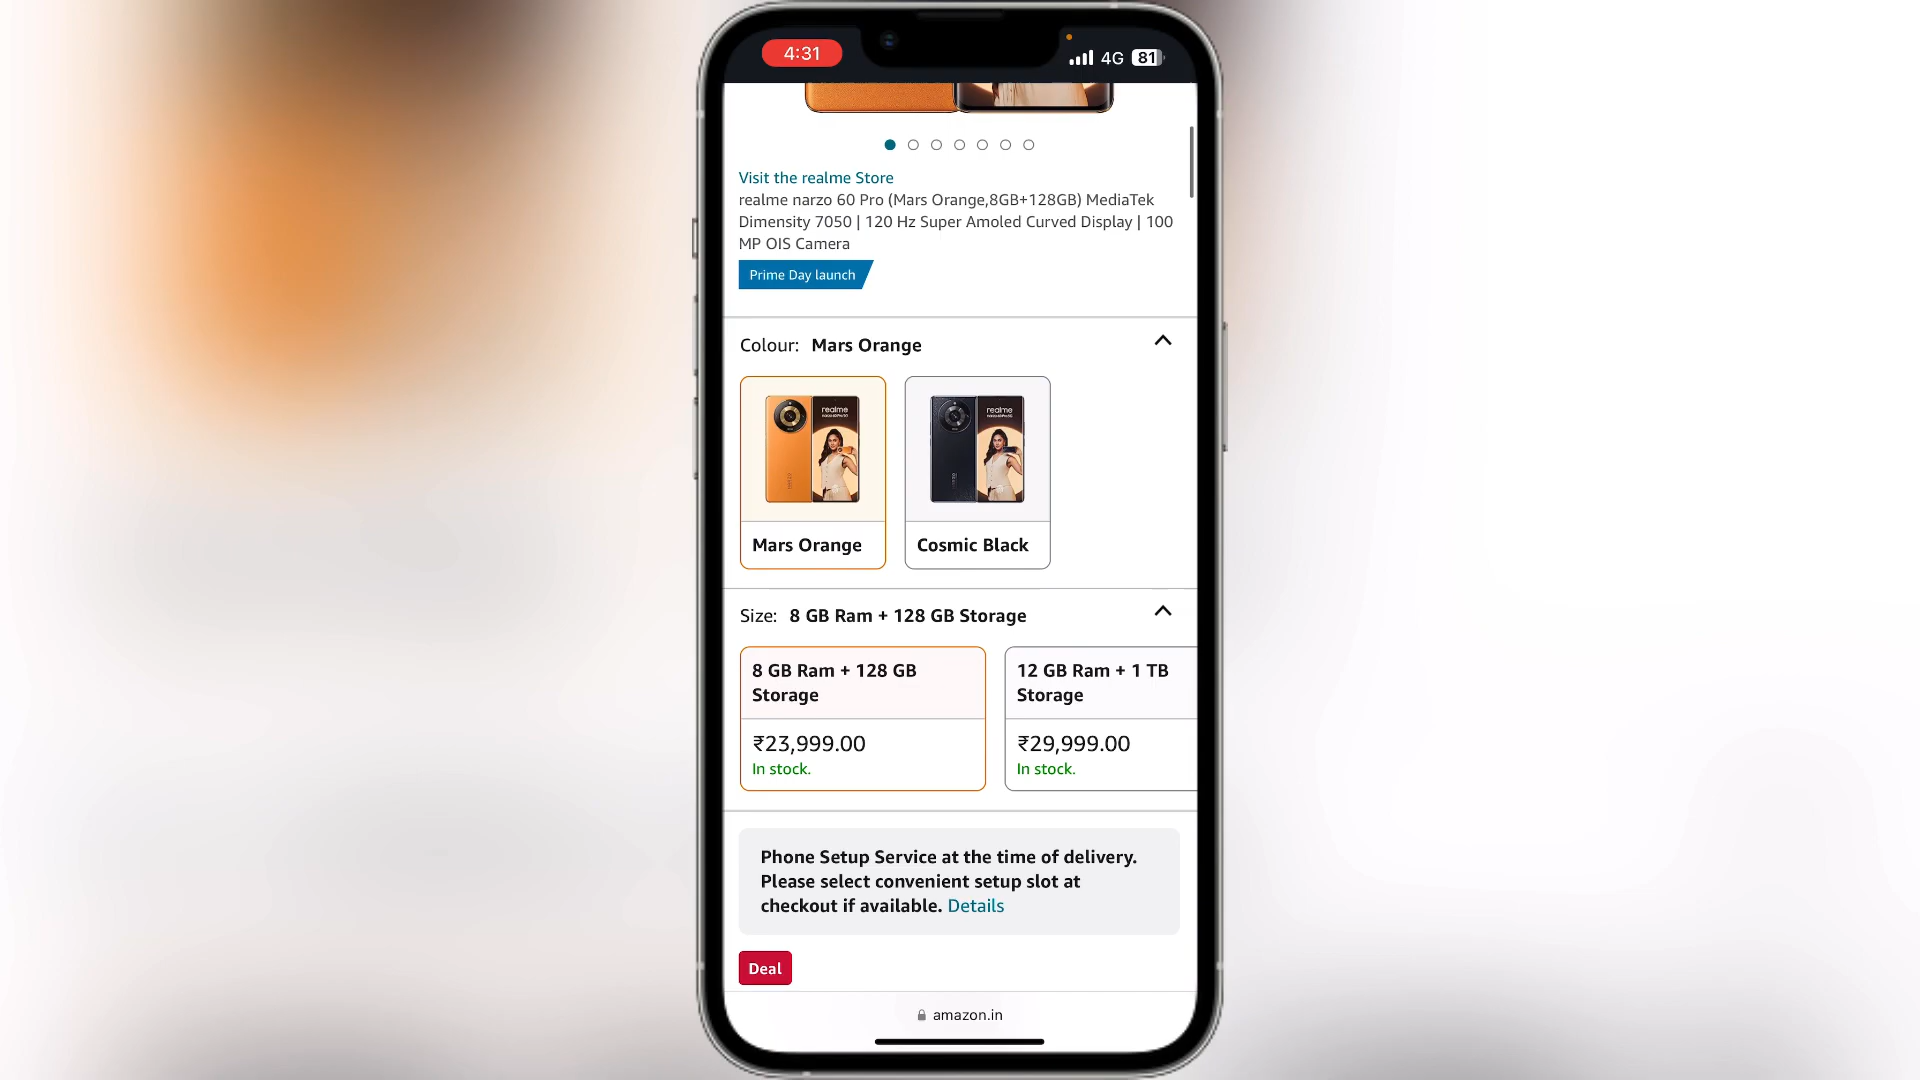 4:31
4G 81
Visit the realme Store
realme narzo 60 Pro (Mars Orange,8GB+128GB) MediaTek
Dimensity 7050 | 120 Hz Super Amoled Curved Display | 100
MP OIS Camera
Prime Day launch
Colour: Mars Orange
realme
realme
Mars Orange
Cosmic Black
Size: 8 GB Ram + 128 GB Storage
8 GB Ram + 128 GB
Storage
₹23,999.00
In stock.
12 GB Ram + 1 TB
Storage
₹29,999.00
In stock.
Phone Setup Service at the time of delivery.
Please select convenient setup slot at
checkout if available. Details
Deal
amazon.in